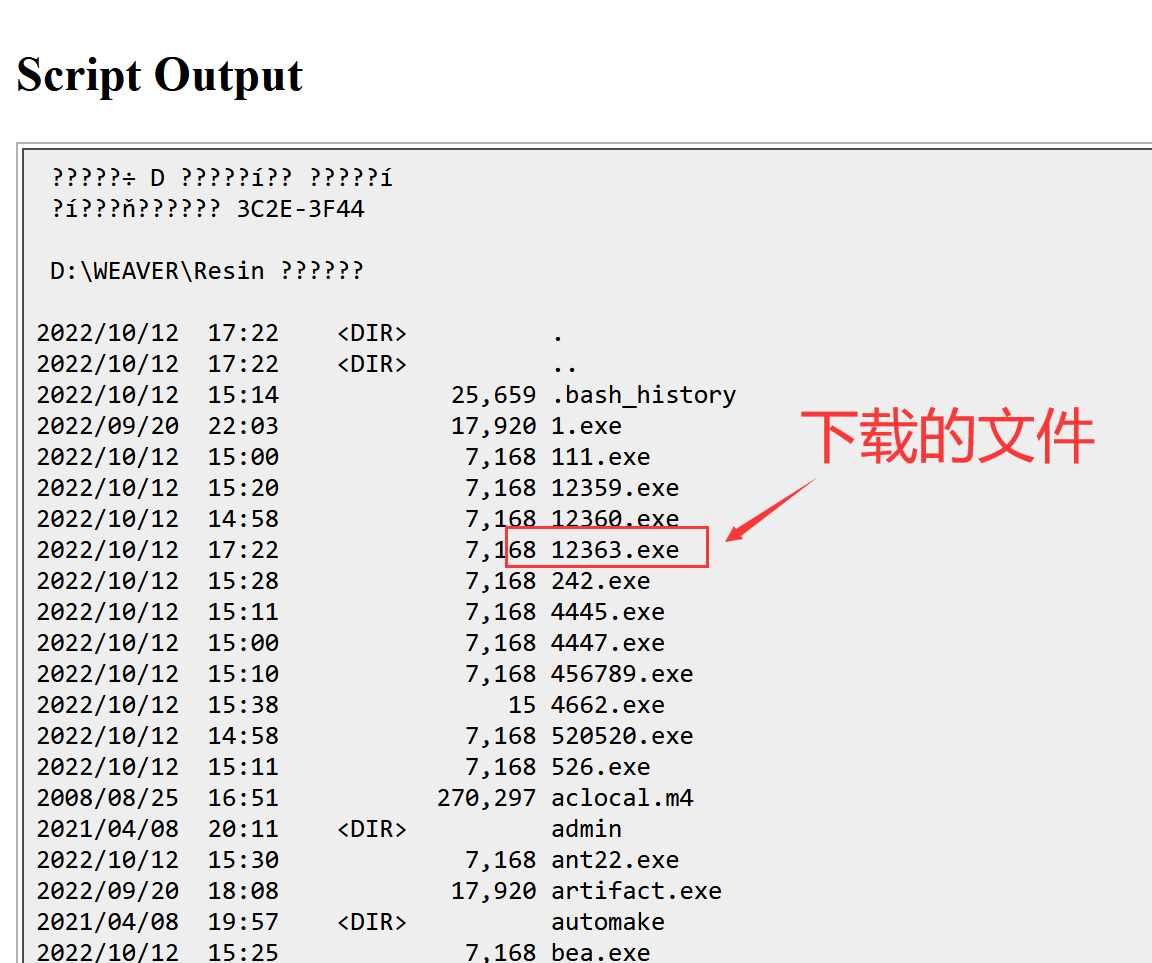 Script Output
?????÷ D ?????í?? ?????í
?í???ň?????? 3C2E-3F44
D:\WEAVER\Resin ??????
2022/10/12 17:22 <DIR> .
2022/10/12 17:22 <DIR> ..
2022/10/12 15:14 25,659 .bash_history
2022/09/20 22:03 17,920 1.exe
2022/10/12 15:00 7,168 111.exe
下载的文件
2022/10/12 15:20 7,168 12359.exe
2022/10/12 14:58 7,168 12360.exe
2022/10/12 17:22 7,168 12363.exe
2022/10/12 15:28 7,168 242.exe
2022/10/12 15:11 7,168 4445.exe
2022/10/12 15:00 7,168 4447.exe
2022/10/12 15:10 7,168 456789.exe
2022/10/12 15:38 15 4662.exe
2022/10/12 14:58 7,168 520520.exe
2022/10/12 15:11 7,168 526.exe
2008/08/25 16:51 270,297 aclocal.m4
2021/04/08 20:11 <DIR> admin
2022/10/12 15:30 7,168 ant22.exe
2022/09/20 18:08 17,920 artifact.exe
2021/04/08 19:57 <DIR> automake
2022/10/12 15:25 7,168 bea.exe